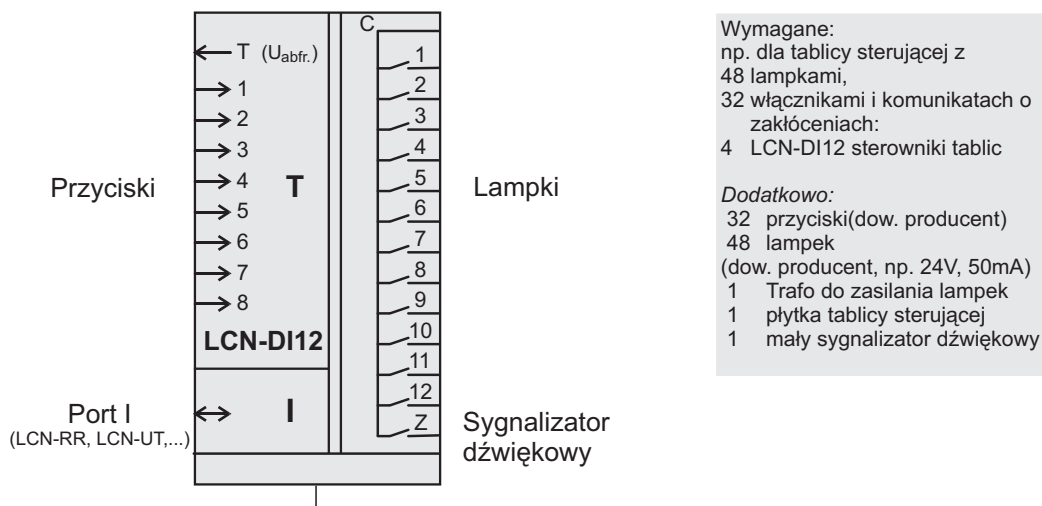 C
T (Uabfr.)
1
2
3
4
5
6
7
8
T
LCN-DI12
I
Przyciski
Port I
(LCN-RR, LCN-UT,...)
1
2
3
4
5
6
7
8
9
10
11
12
Z
Lampki
Sygnalizator
dźwiękowy
Wymagane:
np. dla tablicy sterującej z
48 lampkami,
32 włącznikami i komunikatach o
zakłóceniach:
4 LCN-DI12 sterowniki tablic
Dodatkowo:
32 przyciski(dow. producent)
48 lampek
(dow. producent, np. 24V, 50mA)
1 Trafo do zasilania lampek
1 płytka tablicy sterującej
1 mały sygnalizator dźwiękowy